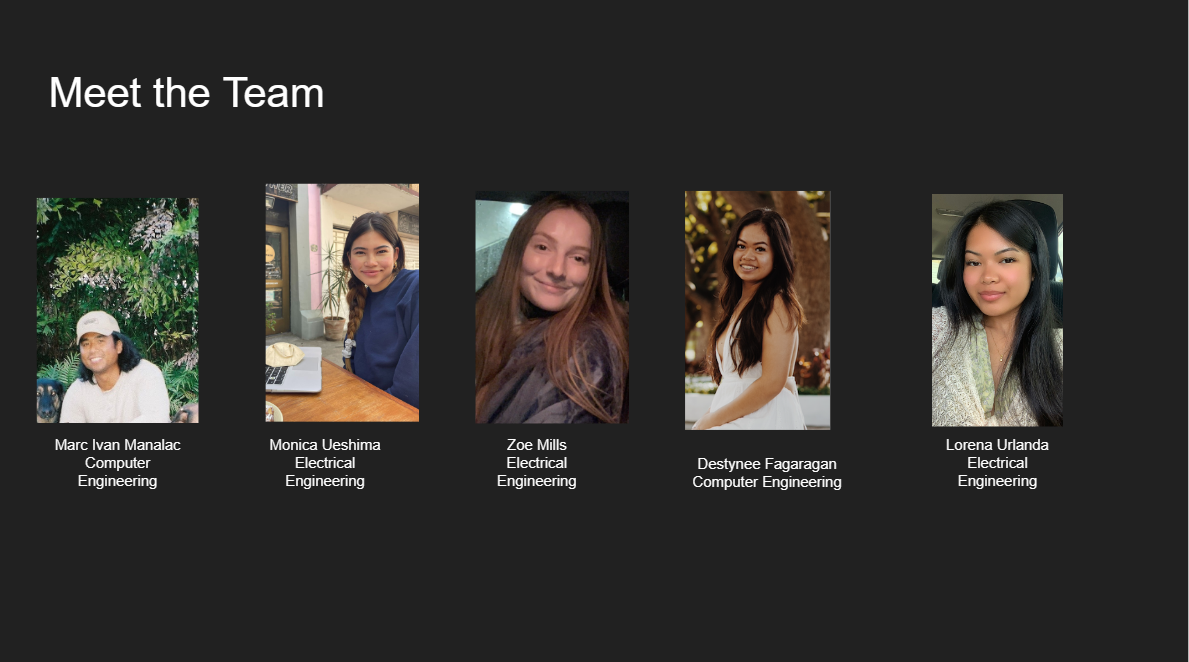 Meet the Team
Marc Ivan Manalac
Computer
Engineering
Monica Ueshima
Electrical
Engineering
Zoe Mills
Electrical
Engineering
Destynee Fagaragan
Computer Engineering
Lorena Urlanda
Electrical
Engineering